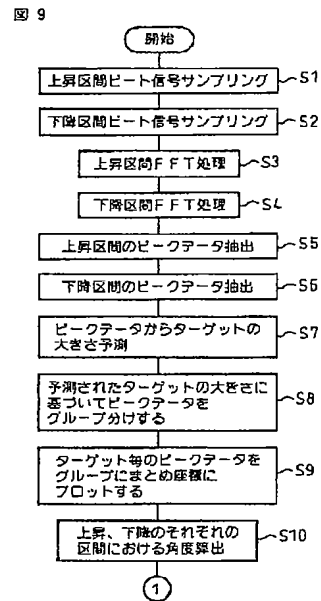 図 9
開始
上昇区間ビート信号サンプリング
S1
下降区間ビート信号サンプリング
S2
上昇区間FFT処理
S3
下降区間FFT処理
S4
上昇区間のピークデータ抽出
S5
下降区間のピークデータ抽出
S6
ピークデータからターゲットの
大きさ予測
S7
予測されたターゲットの大きさに
基づいてピークデータを
グループ分けする
S8
ターゲット毎のピークデータを
グループにまとめ座標に
プロットする
S9
上昇、下降のそれぞれの
区間における角度算出
S10
1